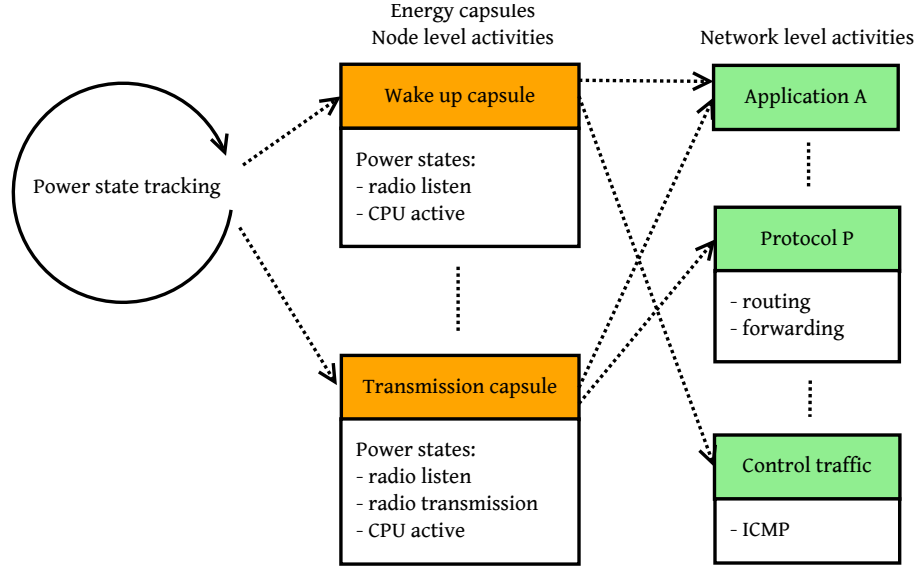 Energy capsules
Node level activities
Network level activities
Power state tracking
Wake up capsule
Power states:
- radio listen
- CPU active
Transmission capsule
Power states:
- radio listen
- radio transmission
- CPU active
Application A
Protocol P
- routing
- forwarding
Control traffic
- ICMP